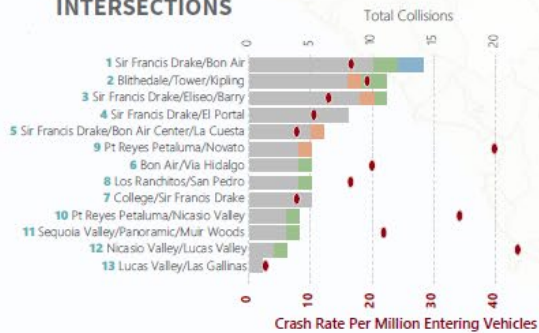 INTERSECTIONS
Total Collisions
0 5 10 15 20
1 Sir Francis Drake/Bon Air
2 Blithedale/Tower/Kipling
3 Sir Francis Drake/Eliseo/Barry
4 Sir Francis Drake/El Portal
5 Sir Francis Drake/Bon Air Center/La Cuesta
9 Pt Reyes Petaluma/Novato
6 Bon Air/Via Hidalgo
8 Los Ranchitos/San Pedro
7 College/Sir Francis Drake
10 Pt Reyes Petaluma/Nicasio Valley
11 Sequoia Valley/Panoramic/Muir Woods
12 Nicasio Valley/Lucas Valley
13 Lucas Valley/Las Gallinas
0 10 20 30 40
Crash Rate Per Million Entering Vehicles